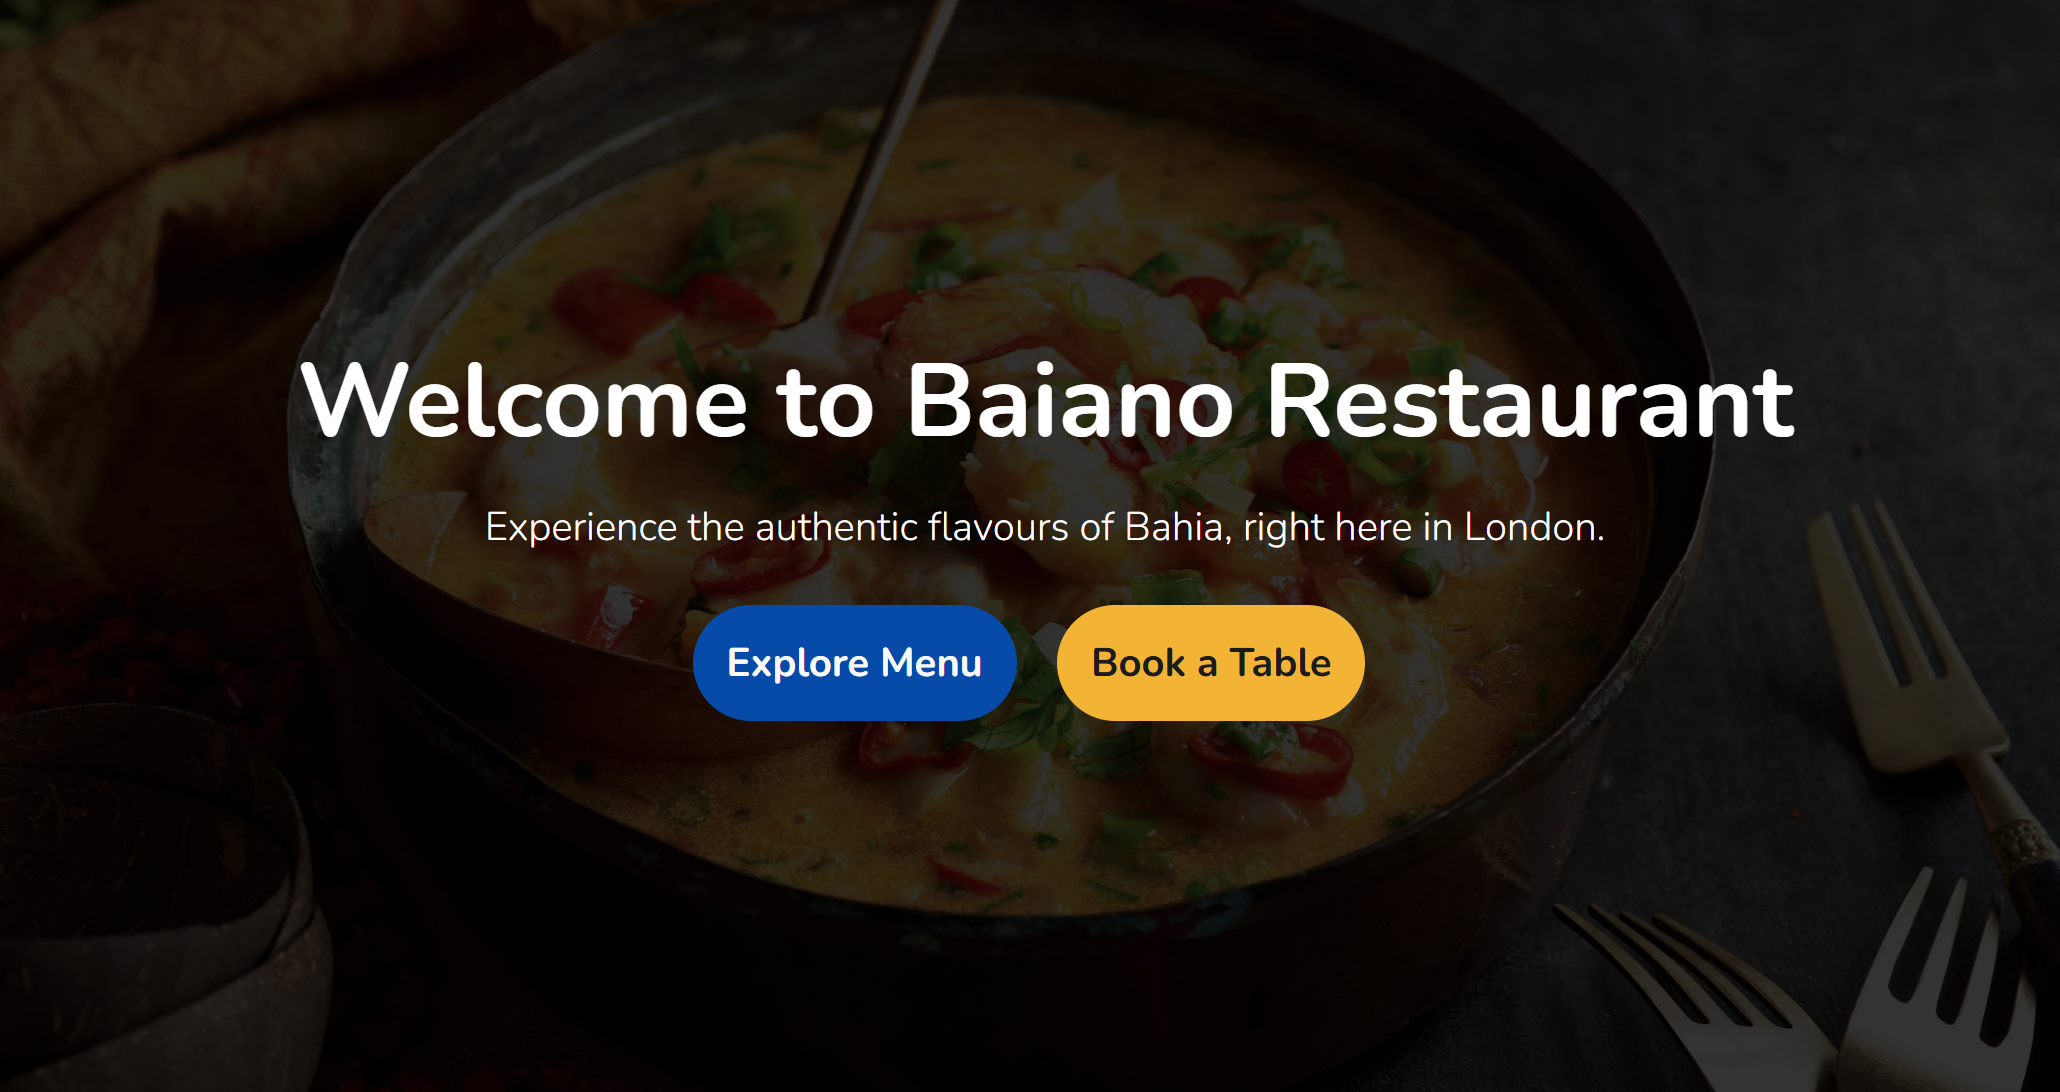 Welcome to Baiano Restaurant
Experience the authentic flavours of Bahia, right here in London.
Explore Menu
Book a Table